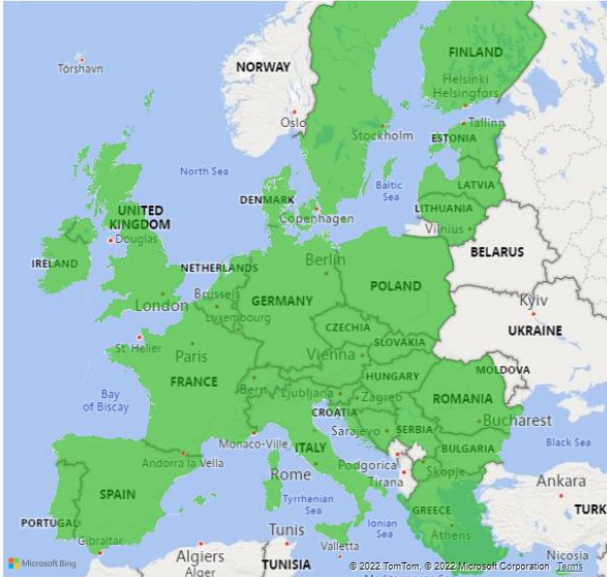 FINLAND
NORWAY
Tórshavn
Helsinki
Helsingfors
Oslo
Tallinn
Stockholm
ESTONIA
North Sea
Baltic
Sea
LATVIA
DENMARK
LITHUANIA
Copenhagen
UNITED
KINGDOM
Vilnius
Douglas
BELARUS
IRELAND
NETHERLANDS
Berlin
POLAND
Brussels
London
GERMANY
Kyiv
Luxembourg
CZECHIA
UKRAINE
St. Helier
Paris
SLOVAKIA
Vienna
MOLDOVA
HUNGARY
FRANCE
Bern
Bay
of Biscay
Ljubljana
Zagreb
ROMANIA
CROATIA
Bucharest
Sarajevo
SERBIA
Monaco-Ville
ITALY
Black Sea
BULGARIA
Andorra la Vella
Podgorica
Skopje
Rome
Tirana
Ankara
SPAIN
Tyrrhenian
Sea
GREECE
TURK
PORTUGAL
Ionian
Sea
Athens
Gibraltar
Tunis
Valletta
Algiers
Alger
Nicosia
Microsoft Bing
TUNISIA
© 2022 TomTom, © 2022 Microsoft Corporation Terms